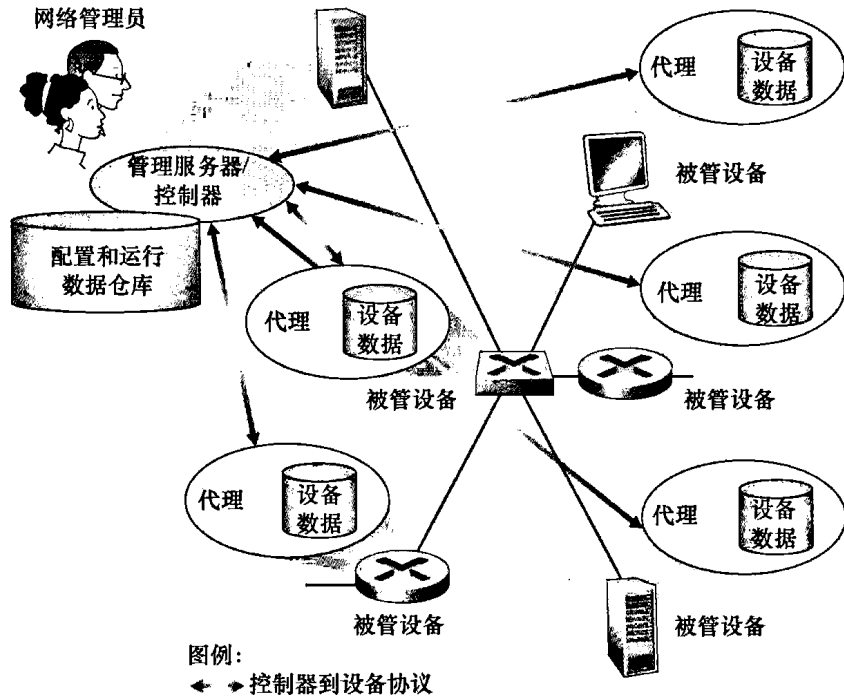 网络管理员
代理
设备
数据
管理服务器/
控制器
被管设备
配置和运行
数据仓库
代理
设备
数据
代理
设备
数据
被管设备
被管设备
代理
设备
数据
代理
设备
数据
被管设备
被管设备
图例：
控制器到设备协议